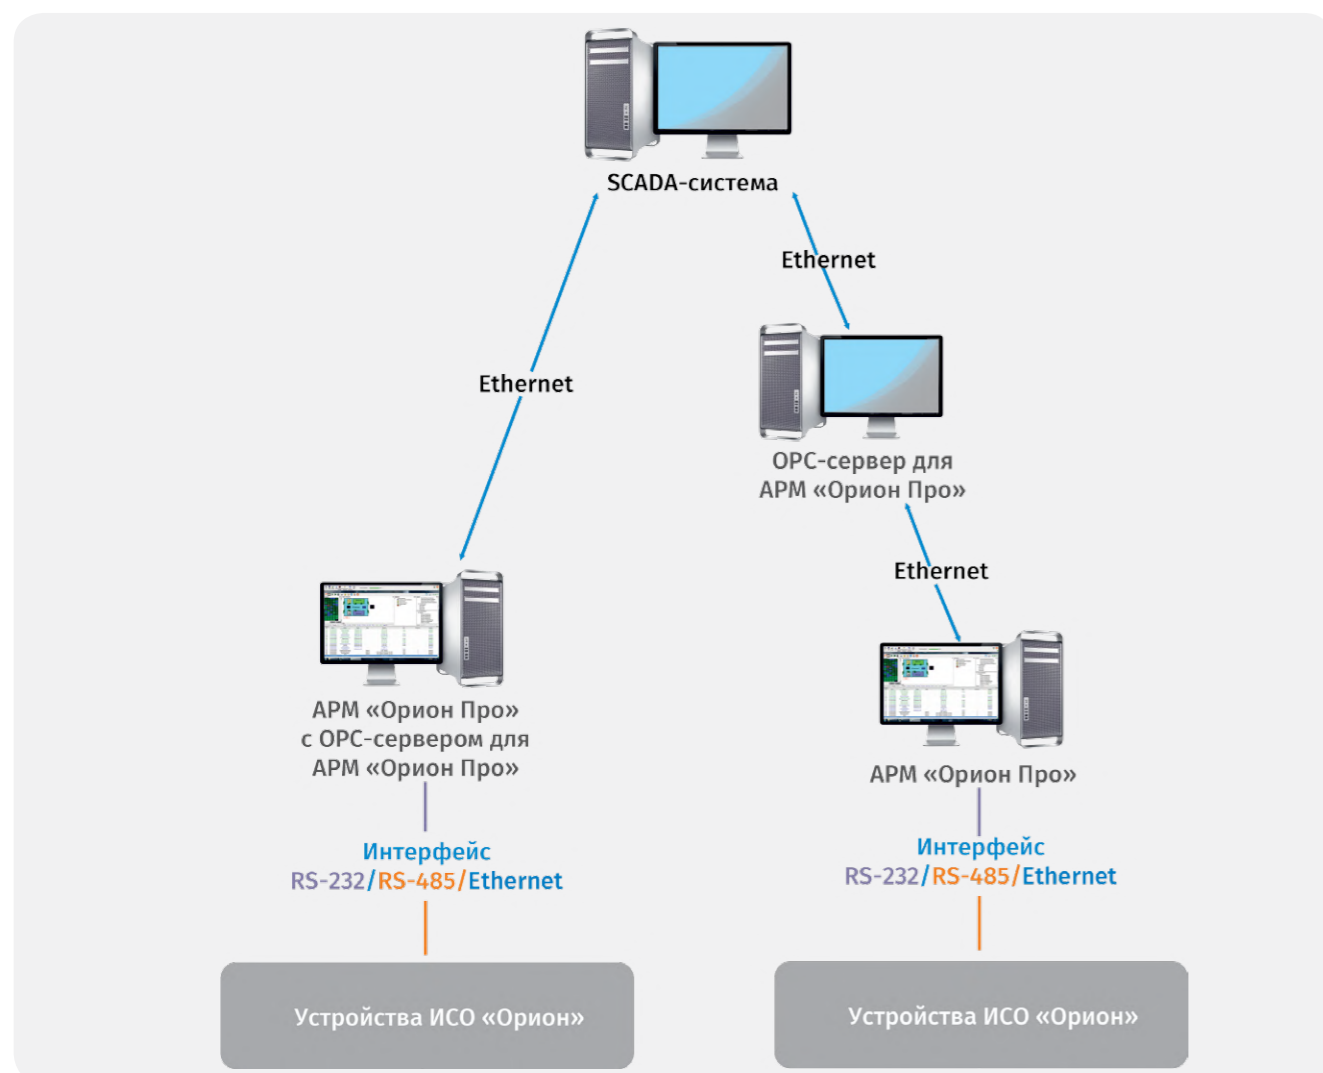 SCADA-система
Ethernet
Ethernet
OPC-сервер для
АРМ «Орион Про»
Ethernet
АРМ «Орион Про»
с OPC-сервером для
АРМ «Орион Про»
АРМ «Орион Про»
Интерфейс
RS-232/RS-485/Ethernet
Интерфейс
RS-232/RS-485/Ethernet
Устройства ИСО «Орион»
Устройства ИСО «Орион»